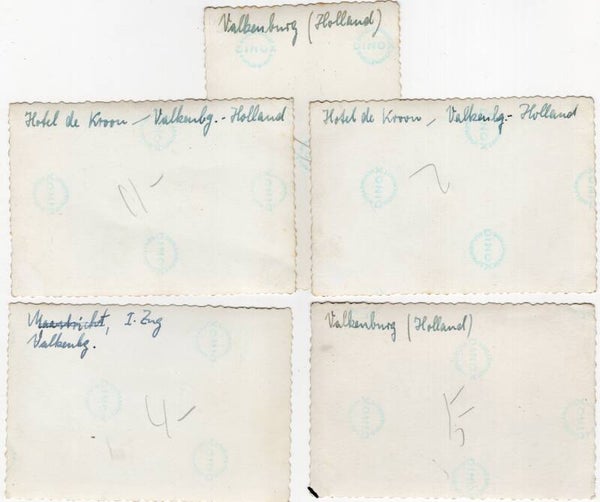 Valkenburg (Holland)
Hotel de Kroon – Valkenbg. - Holland
11-
Hotel de Kroon – Valkenbg. - Holland
2
Maastricht, I. Zug
Valkenbg.
4-
Valkenburg (Holland)
5-